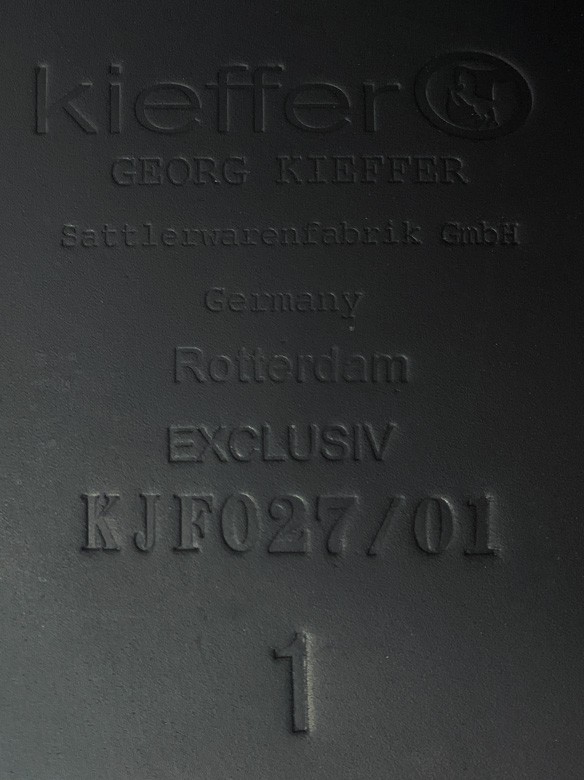 kieffer
GEORG KIEFFER
Sattlerwarenfabrik GmbH
Germany
Rotterdam
EXCLUSIV
KJF027/01
1